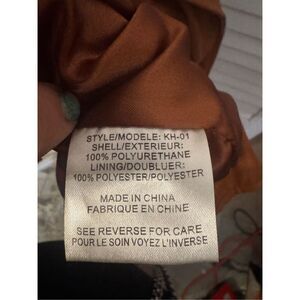 STYLE/MODELE: KH-01
SHELL/EXTERIEUR:
100% POLYURETHANE
LINING/DOUBLUER:
100% POLYESTER/POLYESTER
MADE IN CHINA
FABRIQUE EN CHINE
SEE REVERSE FOR CARE
POUR LE SOIN VOYEZ L'INVERSE